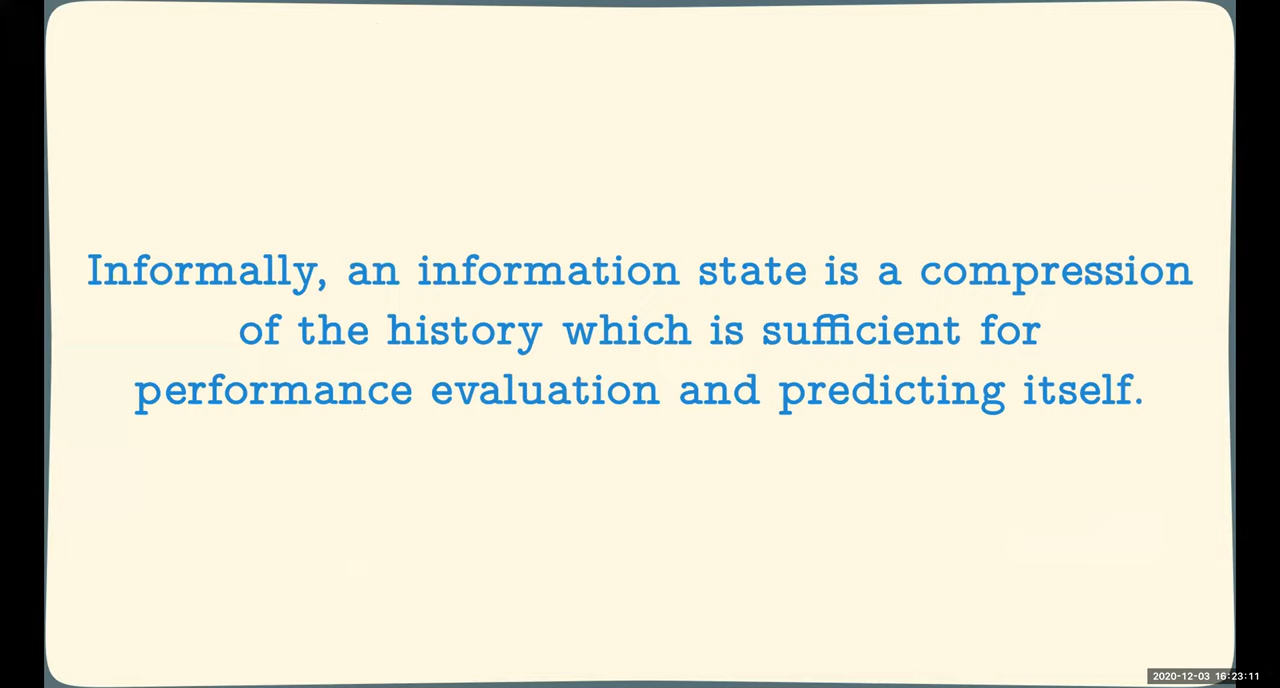 Informally, an information state is a compression
of the history which is sufficient for
performance evaluation and predicting itself.
2020-12-03 16:23:11